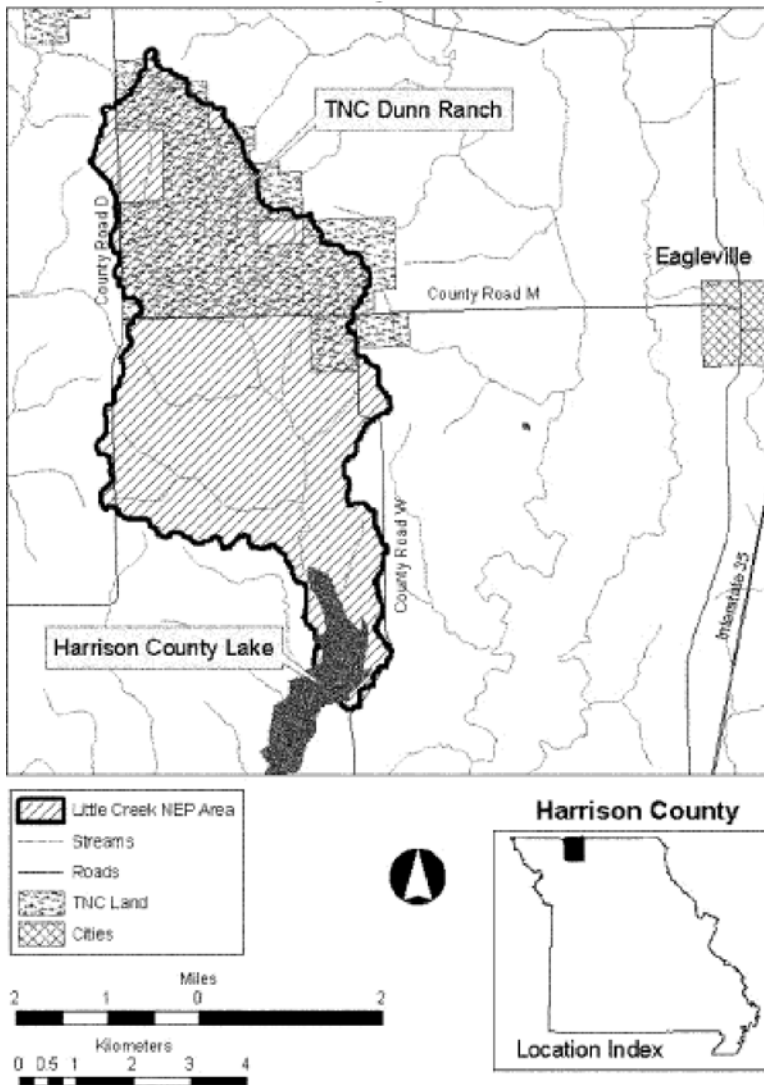 TNC Dunn Ranch
County Road D
Eagleville
County Road M
County Road W
Interstate 35
Harrison County Lake
Little Creek NEP Area
Streams
Roads
TNC Land
Cities
Harrison County
Location Index
Miles
2 1 0 2
Kilometers
0 0.5 1 2 3 4